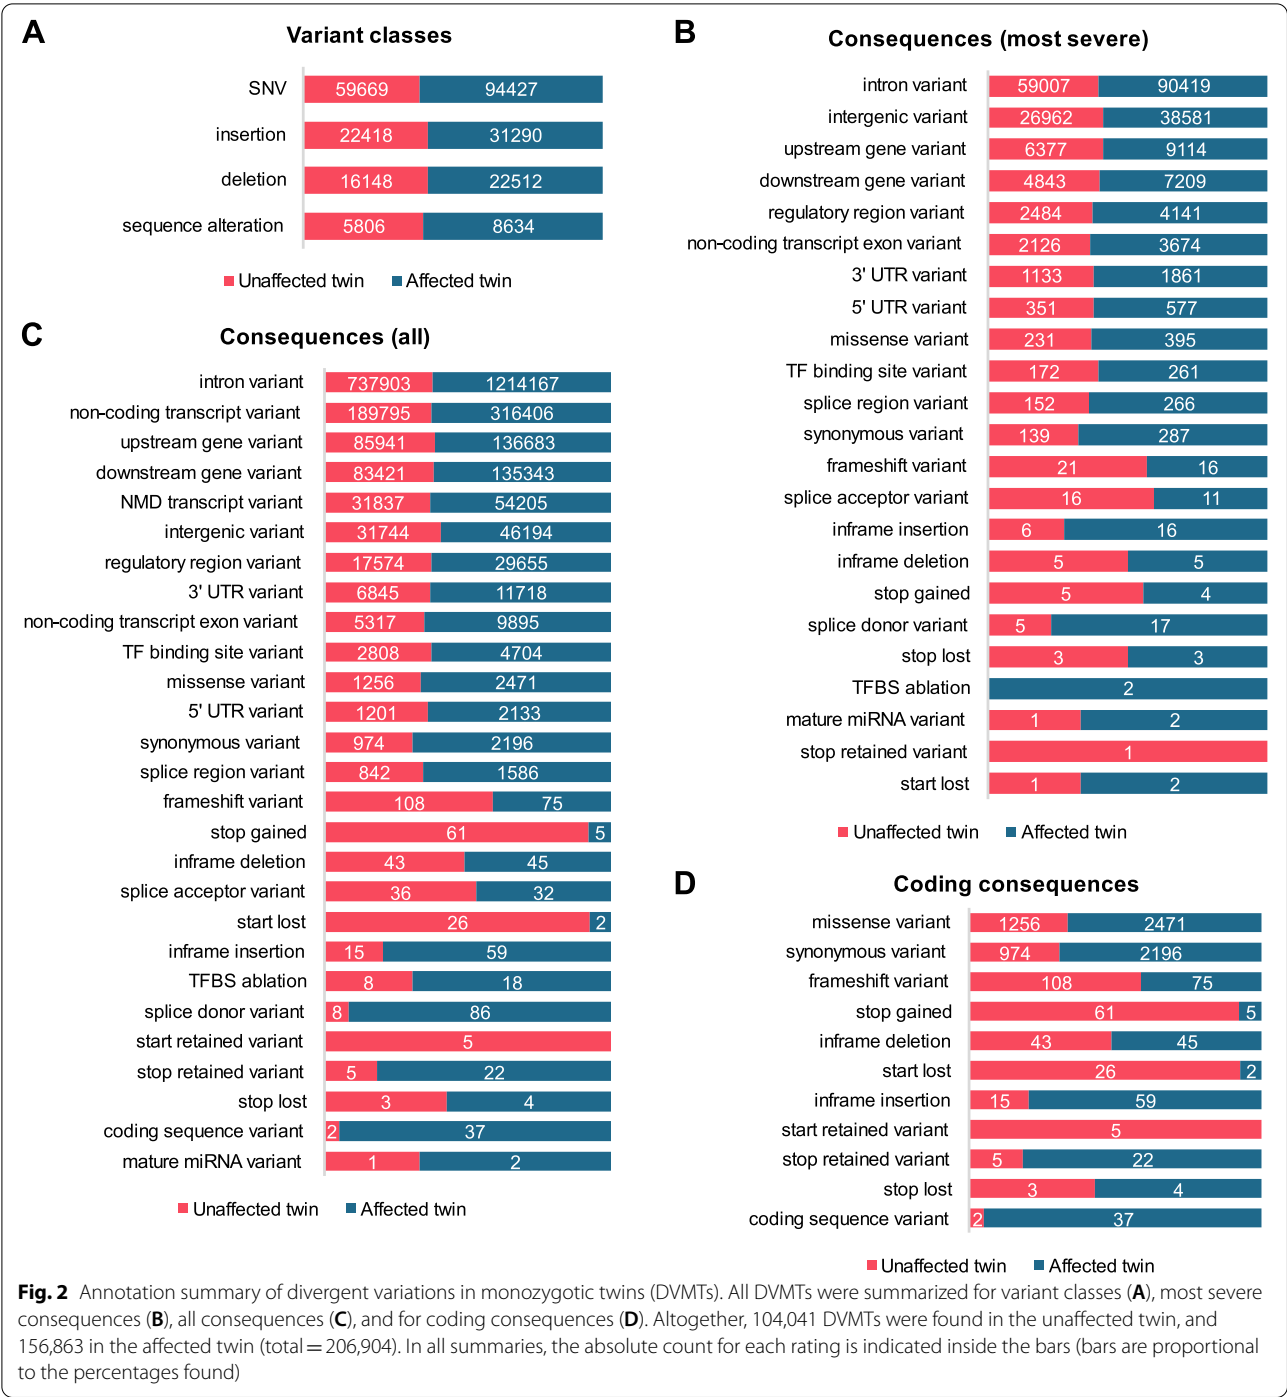 A
Variant classes
SNV 59669 94427
insertion 22418 31290
deletion 16148 22512
sequence alteration 5806 8634
Unaffected twin Affected twin
B
Consequences (most severe)
intron variant 59007 90419
intergenic variant 26962 38581
upstream gene variant 6377 9114
downstream gene variant 4843 7209
regulatory region variant 2484 4141
non-coding transcript exon variant 2126 3674
3' UTR variant 1133 1861
5' UTR variant 351 577
missense variant 231 395
TF binding site variant 172 261
splice region variant 152 266
synonymous variant 139 287
frameshift variant 21 16
splice acceptor variant 16 11
inframe insertion 6 16
inframe deletion 5 5
stop gained 5 4
splice donor variant 5 17
stop lost 3 3
TFBS ablation 2
mature miRNA variant 1 2
stop retained variant 1
start lost 1 2
Unaffected twin Affected twin
C
Consequences (all)
intron variant 737903 1214167
non-coding transcript variant 189795 316406
upstream gene variant 85941 136683
downstream gene variant 83421 135343
NMD transcript variant 31837 54205
intergenic variant 31744 46194
regulatory region variant 17574 29655
3' UTR variant 6845 11718
non-coding transcript exon variant 5317 9895
TF binding site variant 2808 4704
missense variant 1256 2471
5' UTR variant 1201 2133
synonymous variant 974 2196
splice region variant 842 1586
frameshift variant 108 75
stop gained 61 5
inframe deletion 43 45
splice acceptor variant 36 32
start lost 26 2
inframe insertion 15 59
TFBS ablation 8 18
splice donor variant 8 86
start retained variant 5
stop retained variant 5 22
stop lost 3 4
coding sequence variant 2 37
mature miRNA variant 1 2
Unaffected twin Affected twin
D
Coding consequences
missense variant 1256 2471
synonymous variant 974 2196
frameshift variant 108 75
stop gained 61 5
inframe deletion 43 45
start lost 26 2
inframe insertion 15 59
start retained variant 5
stop retained variant 5 22
stop lost 3 4
coding sequence variant 2 37
Unaffected twin Affected twin
Fig. 2 Annotation summary of divergent variations in monozygotic twins (DVMTs). All DVMTs were summarized for variant classes (A), most severe
consequences (B), all consequences (C), and for coding consequences (D). Altogether, 104,041 DVMTs were found in the unaffected twin, and
156,863 in the affected twin (total = 206,904). In all summaries, the absolute count for each rating is indicated inside the bars (bars are proportional
to the percentages found)